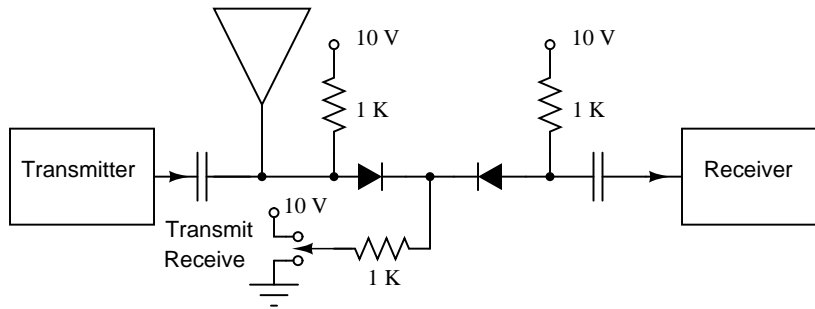 10 V
10 V
1 K
1 K
Transmitter
Receiver
10 V
Transmit
Receive
1 K